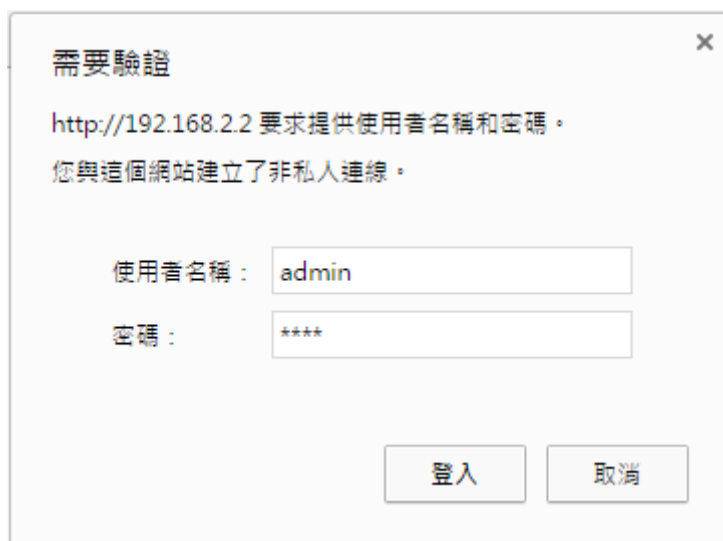 需要驗證
http://192.168.2.2 要求提供使用者名稱和密碼。
您與這個網站建立了非私人連線。
使用者名稱： admin
密碼： ****
登入 取消